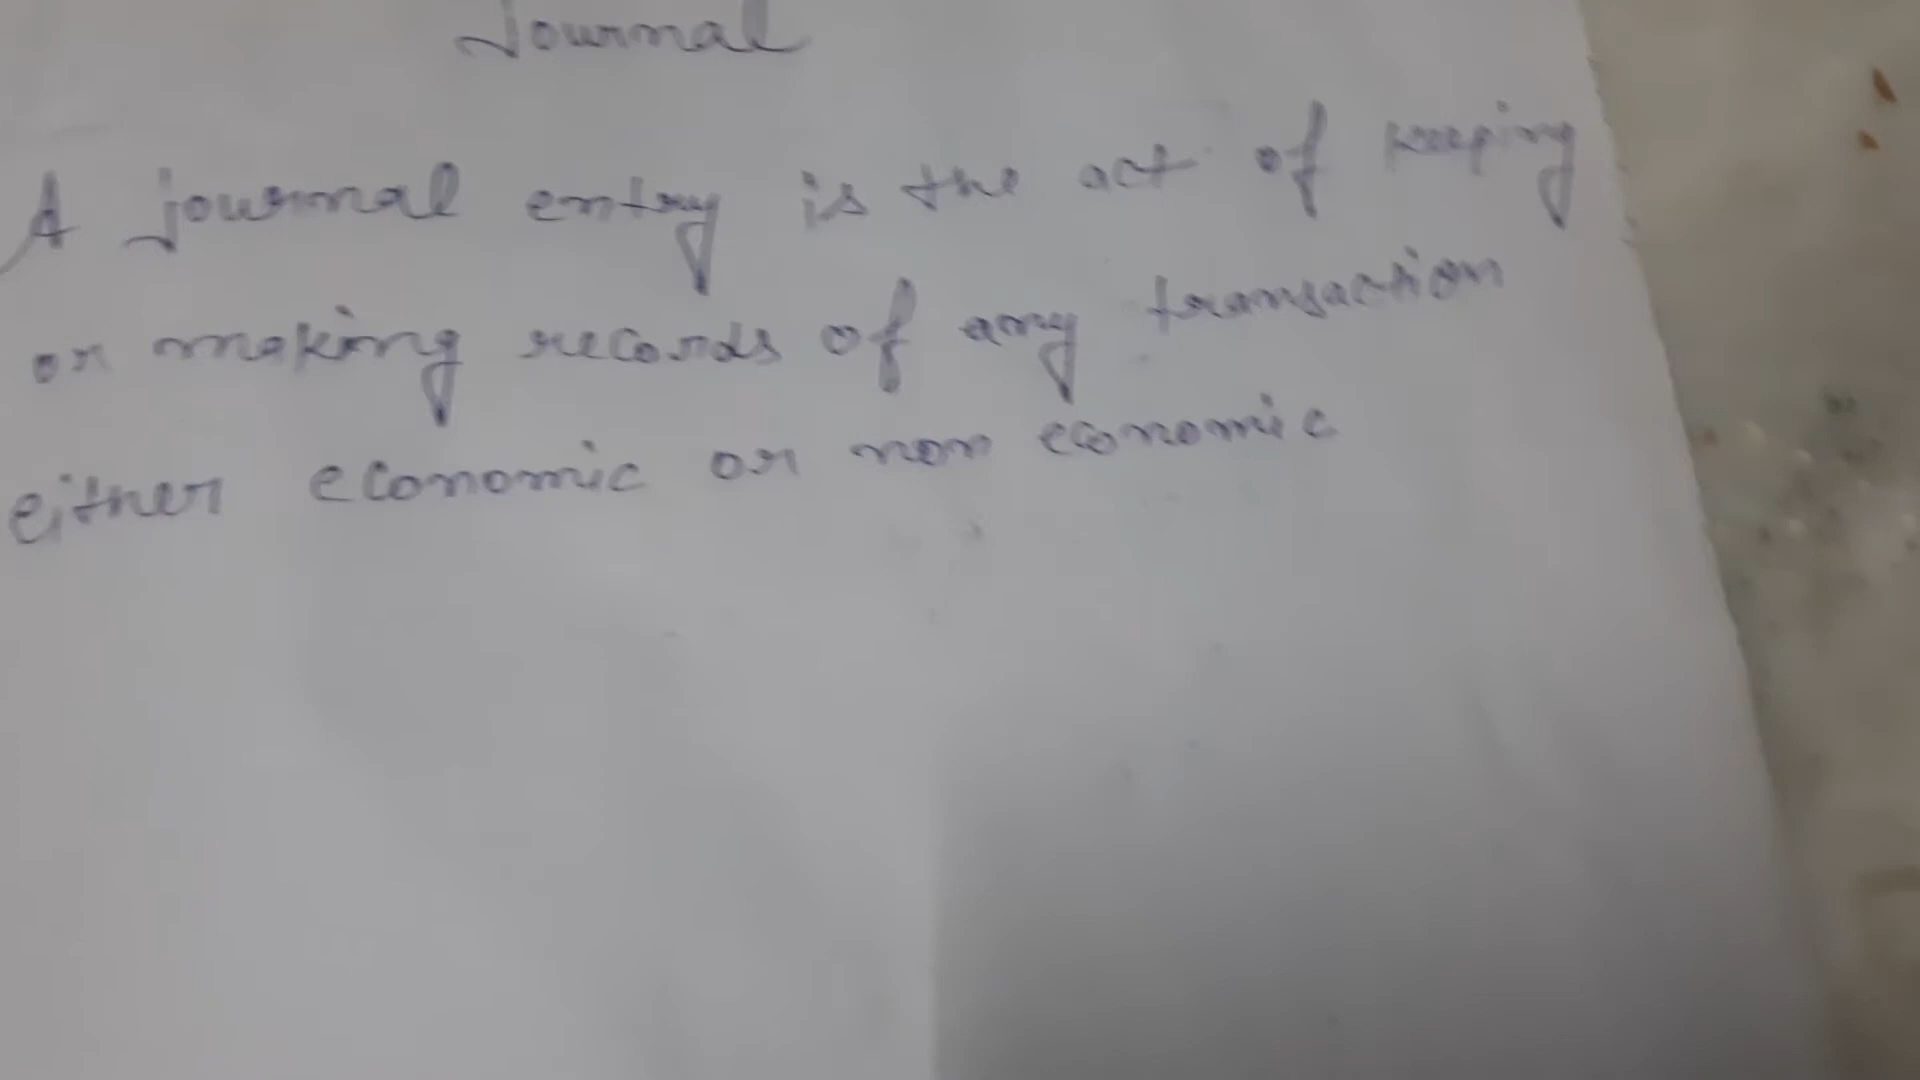 Journal
A journal entry is the act of keeping
or making records of any transaction
either economic or non economic